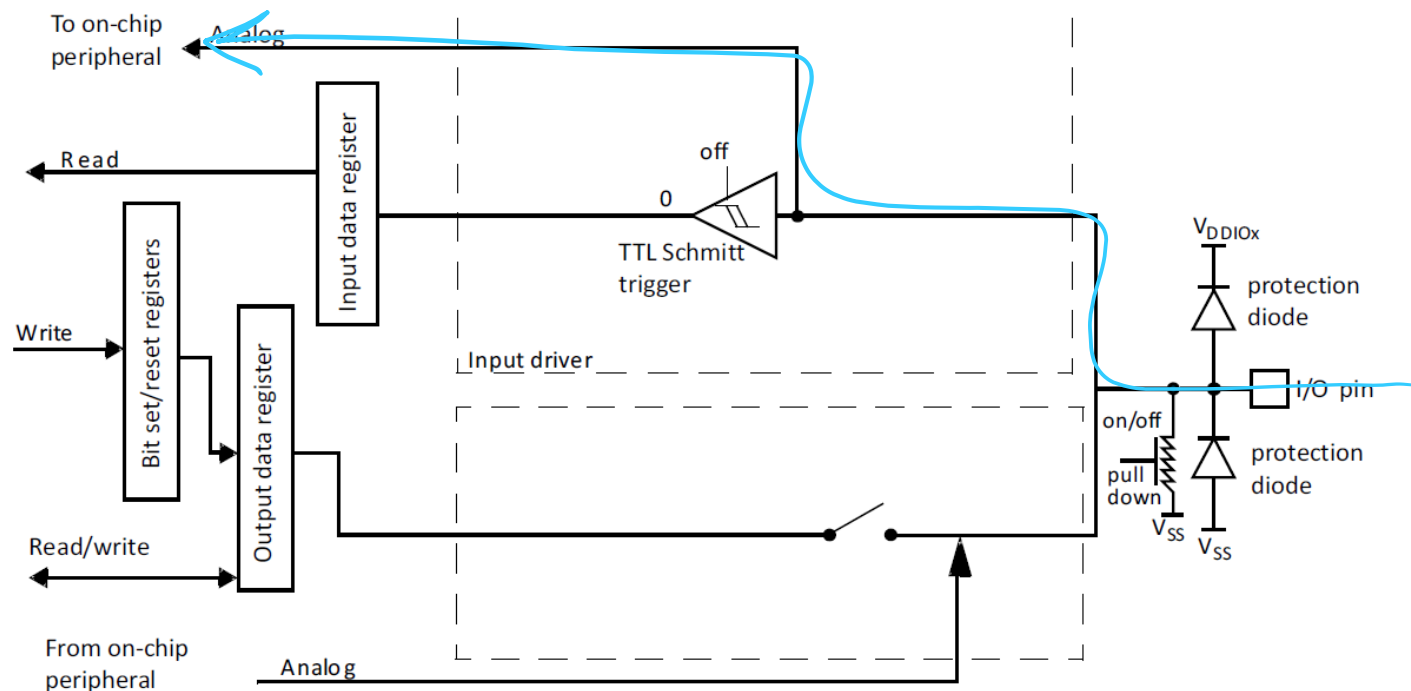 To on-chip
peripheral
Analog
Read
Input data register
off
0
TTL Schmitt
trigger
Input driver
Write
Bit set/reset registers
Output data register
Read/write
From on-chip
peripheral
Analog
VDDIOx
protection
diode
I/O pin
on/off
pull
down
VSS
protection
diode
VSS